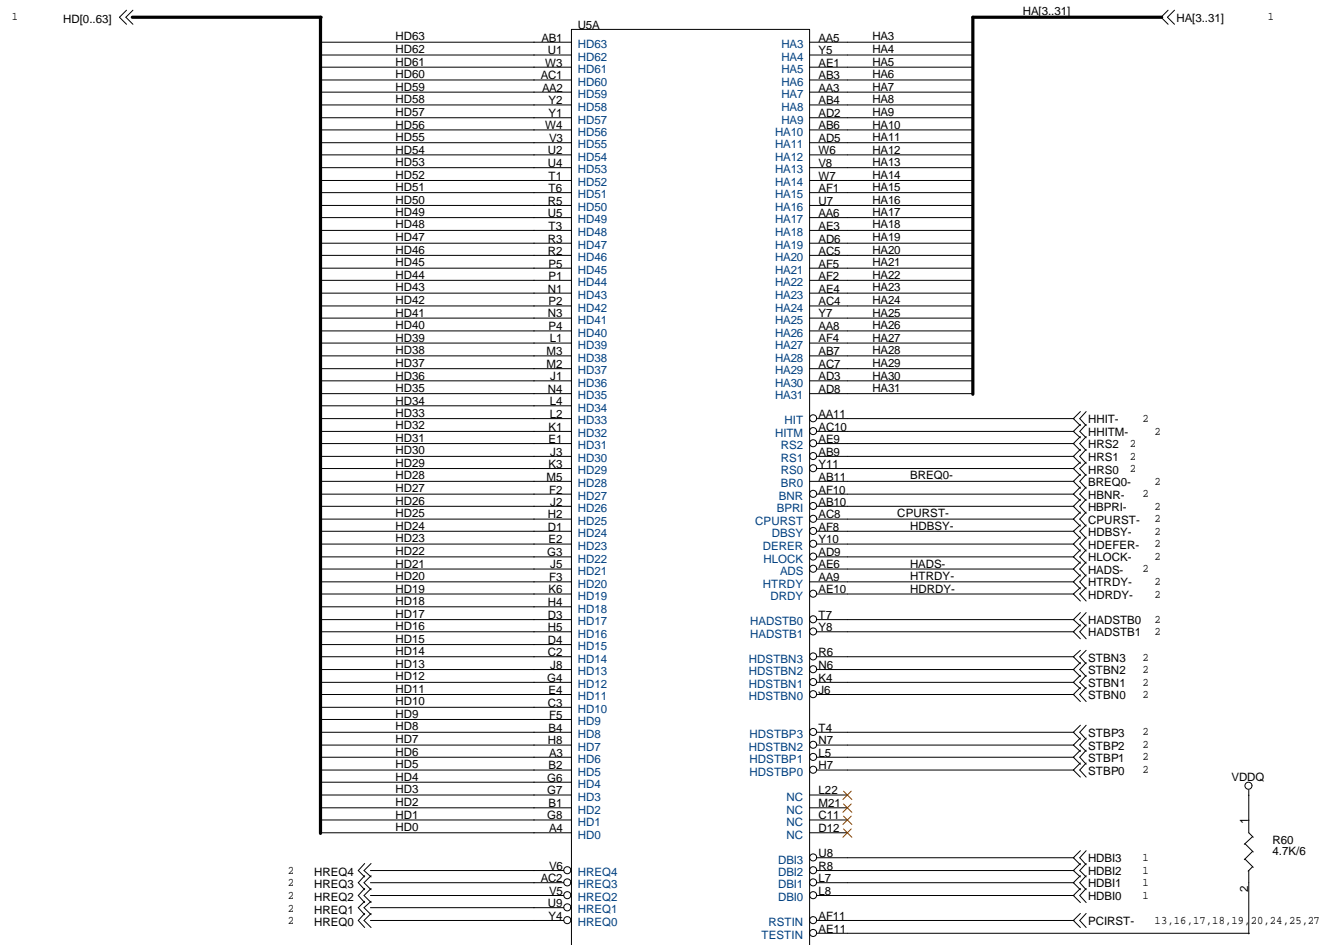 1 HD[0..63] U5A HA[3..31] HA[3..31] 1
HD63 AB1 HD63 HA3 AA5 HA3
HD62 U1 HD62 HA4 Y5 HA4
HD61 W3 HD61 HA5 AE1 HA5
HD60 AC1 HD60 HA6 AB3 HA6
HD59 AA2 HD59 HA7 AA3 HA7
HD58 Y2 HD58 HA8 AB4 HA8
HD57 Y1 HD57 HA9 AD2 HA9
HD56 W4 HD56 HA10 AB6 HA10
HD55 V3 HD55 HA11 AD5 HA11
HD54 U2 HD54 HA12 W6 HA12
HD53 U4 HD53 HA13 V8 HA13
HD52 T1 HD52 HA14 W7 HA14
HD51 T6 HD51 HA15 AF1 HA15
HD50 R5 HD50 HA16 U7 HA16
HD49 U5 HD49 HA17 AA6 HA17
HD48 T3 HD48 HA18 AE3 HA18
HD47 R3 HD47 HA19 AD6 HA19
HD46 R2 HD46 HA20 AC5 HA20
HD45 P5 HD45 HA21 AF5 HA21
HD44 P1 HD44 HA22 AF2 HA22
HD43 N1 HD43 HA23 AE4 HA23
HD42 P2 HD42 HA24 AC4 HA24
HD41 N3 HD41 HA25 Y7 HA25
HD40 P4 HD40 HA26 AA8 HA26
HD39 L1 HD39 HA27 AF4 HA27
HD38 M3 HD38 HA28 AB7 HA28
HD37 M2 HD37 HA29 AC7 HA29
HD36 J1 HD36 HA30 AD3 HA30
HD35 N4 HD35 HA31 AD8 HA31
HD34 L4 HD34
HD33 L2 HD33 HIT AA11 HHIT- 2
HD32 K1 HD32 HITM AC10 HHITM- 2
HD31 E1 HD31 RS2 AE9 HRS2 2
HD30 J3 HD30 RS1 AB9 HRS1 2
HD29 K3 HD29 RS0 Y11 HRS0 2
HD28 M5 HD28 BR0 AB11 BREQ0- BREQ0- 2
HD27 F2 HD27 BNR AF10 HBNR- 2
HD26 J2 HD26 BPRI AB10 HBPRI- 2
HD25 H2 HD25 CPURST AC8 CPURST- CPURST- 2
HD24 D1 HD24 DBSY AF8 HDBSY- HDBSY- 2
HD23 E2 HD23 DERER Y10 HDEFER- 2
HD22 G3 HD22 HLOCK AD9 HLOCK- 2
HD21 J5 HD21 ADS AE6 HADS- HADS- 2
HD20 F3 HD20 HTRDY AA9 HTRDY- HTRDY- 2
HD19 K6 HD19 DRDY AE10 HDRDY- HDRDY- 2
HD18 H4 HD18
HD17 D3 HD17 HADSTB0 T7 HADSTB0 2
HD16 H5 HD16 HADSTB1 Y8 HADSTB1 2
HD15 D4 HD15
HD14 C2 HD14 HDSTBN3 R6 STBN3 2
HD13 J8 HD13 HDSTBN2 N6 STBN2 2
HD12 G4 HD12 HDSTBN1 K4 STBN1 2
HD11 E4 HD11 HDSTBN0 J6 STBN0 2
HD10 C3 HD10
HD9 F5 HD9
HD8 B4 HD8 HDSTBP3 T4 STBP3 2
HD7 H8 HD7 HDSTBN2 N7 STBP2 2
HD6 A3 HD6 HDSTBP1 L5 STBP1 2
HD5 B2 HD5 HDSTBP0 H7 STBP0 2
HD4 G6 HD4 VDDQ
HD3 G7 HD3 NC L22
HD2 B1 HD2 NC M21
HD1 G8 HD1 NC C11 1
HD0 A4 HD0 NC D12
R60
4.7K/6
DBI3 U8 HDBI3 1
2 HREQ4 V6 HREQ4 DBI2 R8 HDBI2 1
2 HREQ3 AC2 HREQ3 DBI1 L7 HDBI1 1
2 HREQ2 V5 HREQ2 DBI0 L8 HDBI0 1 2
2 HREQ1 U9 HREQ1
2 HREQ0 Y4 HREQ0 RSTIN AF11 PCIRST- 13,16,17,18,19,20,24,25,27
TESTIN AE11